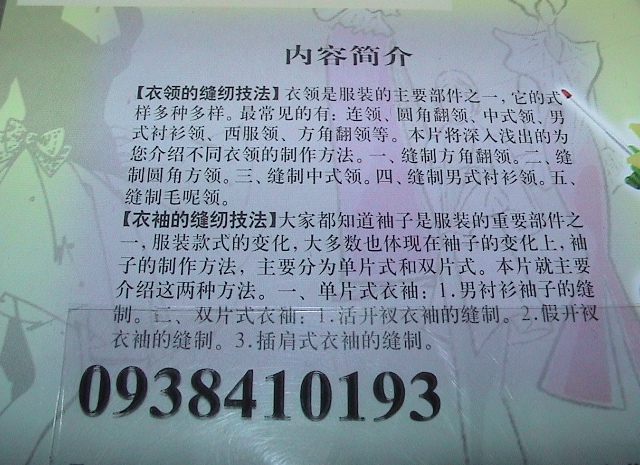 内容简介
【衣领的缝纫技法】衣领是服装的主要部件之一,它的式
样多种多样。最常见的有：连领、圆角翻领、中式领、男
式衬衫领、西服领、方角翻领等。本片将深入浅出的为
您介绍不同衣领的制作方法。一、缝制方角翻领。二、缝
制圆角方领。三、缝制中式领。四、缝制男式衬衫领。五、
缝制毛呢领。
【衣袖的缝纫技法】大家都知道袖子是服装的重要部件之
一,服装款式的变化,大多数也体现在袖子的变化上,袖
子的制作方法，主要分为单片式和双片式。本片就主要
介绍这两种方法。一、单片式衣袖：1.男衬衫袖子的缝
制。二、双片式衣袖：1.活开衩衣袖的缝制。2.假开衩
衣袖的缝制。3.插肩式衣袖的缝制。
0938410193